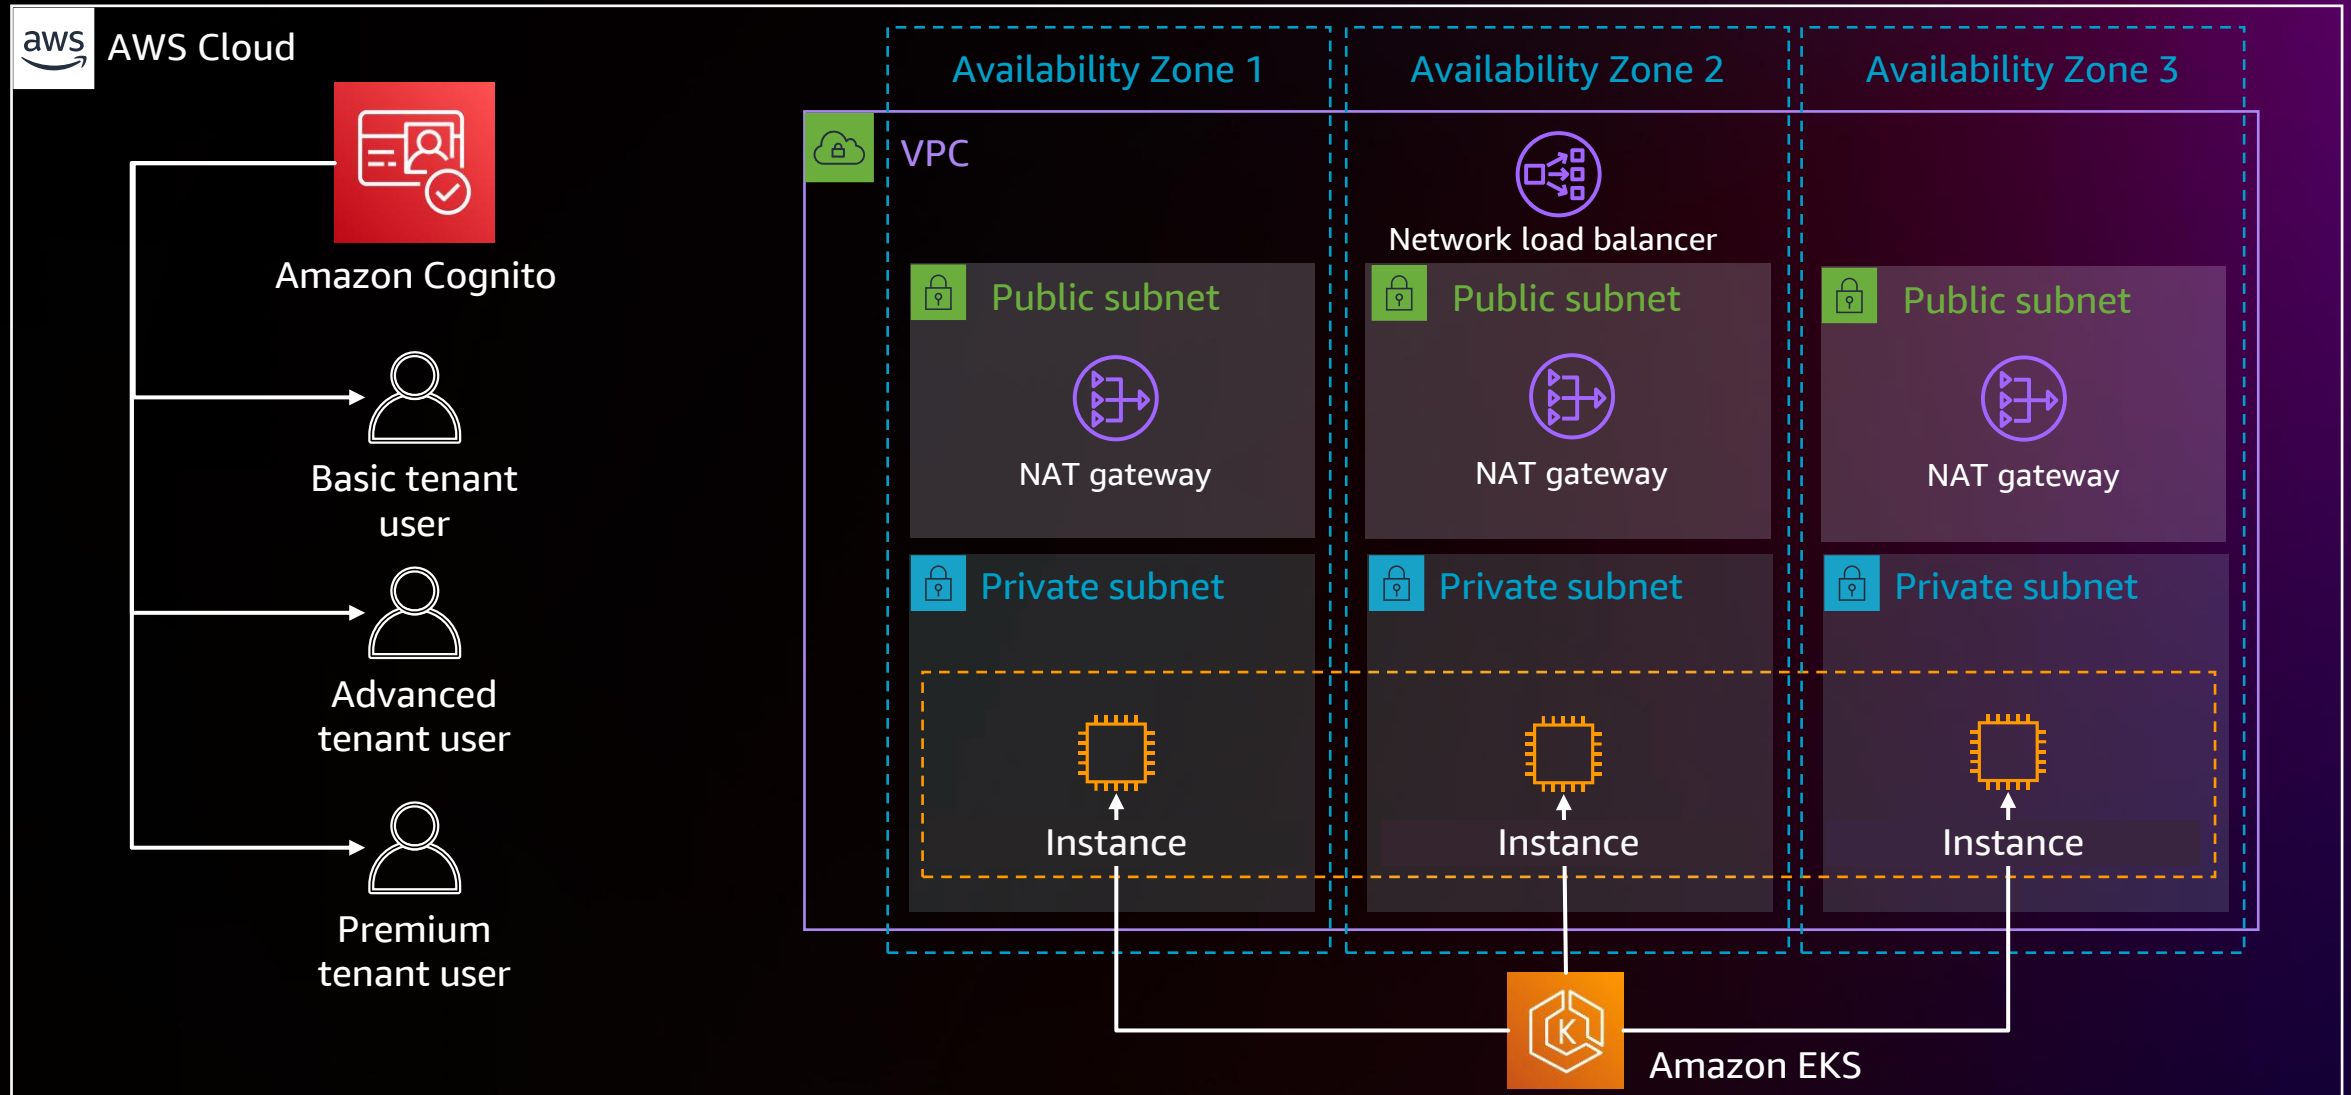 aws
AWS Cloud
Amazon Cognito
Basic tenant
user
Advanced
tenant user
Premium
tenant user
Availability Zone 1
Availability Zone 2
Availability Zone 3
VPC
Network load balancer
Public subnet
Public subnet
Public subnet
NAT gateway
NAT gateway
NAT gateway
Private subnet
Private subnet
Private subnet
Instance
Instance
Instance
K
Amazon EKS